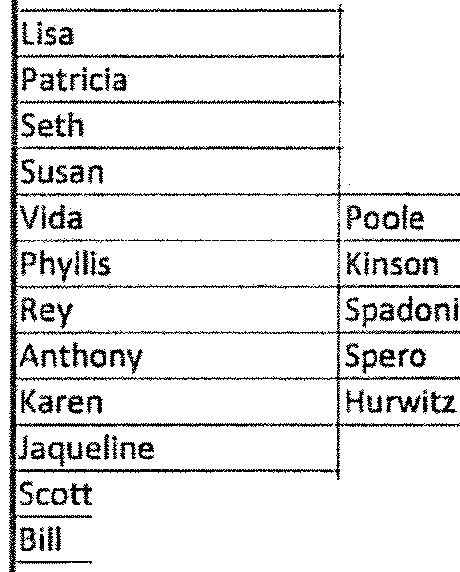 Lisa
Patricia
Seth
Susan
Vida Poole
Phyllis Kinson
Rey Spadoni
Anthony Spero
Karen Hurwitz
Jaqueline
Scott
Bill